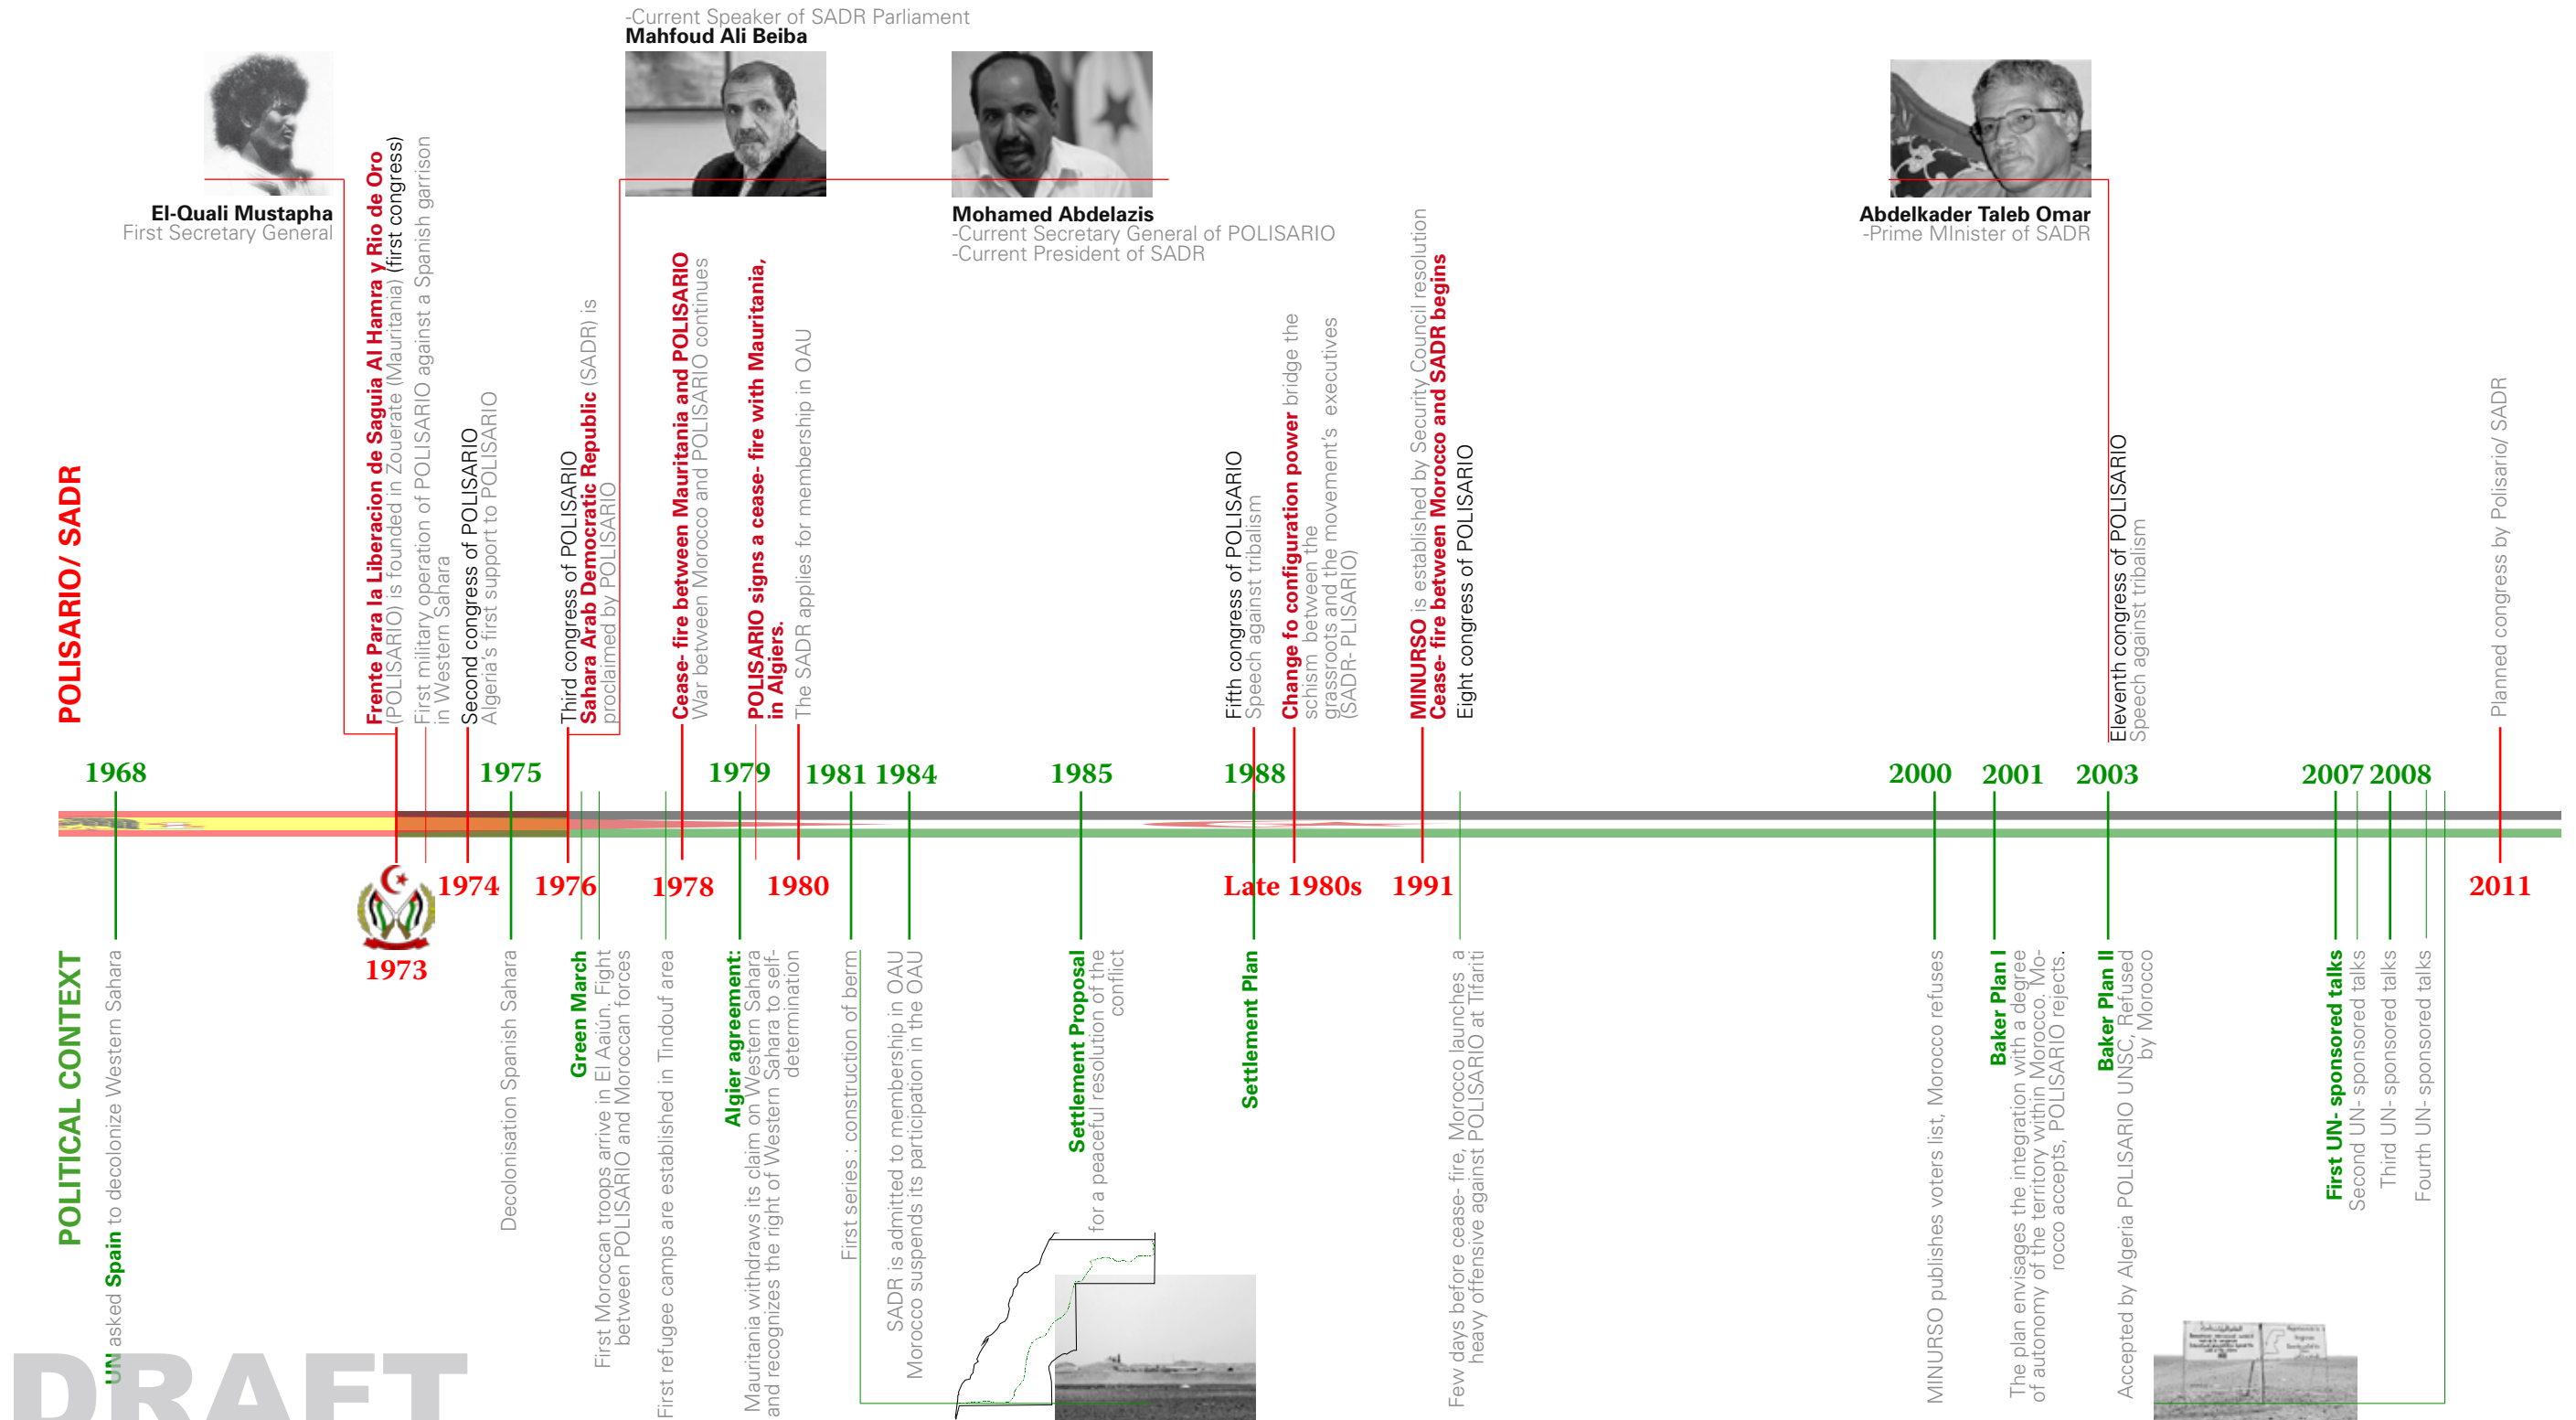 -Current Speaker of SADR Parliament
Mahfoud Ali Beiba
El-Quali Mustapha
First Secretary General
Mohamed Abdelazis
-Current Secretary General of POLISARIO
-Current President of SADR
Abdelkader Taleb Omar
-Prime MInister of SADR
POLISARIO/ SADR
Frente Para la Liberacion de Saguia Al Hamra y Rio de Oro
(POLISARIO) is founded in Zouerate (Mauritania) (first congress)
First military operation of POLISARIO against a Spanish garrison
in Western Sahara
Second congress of POLISARIO
Algeria's first support to POLISARIO
Third congress of POLISARIO
Sahara Arab Democratic Republic (SADR) is
proclaimed by POLISARIO
Cease- fire between Mauritania and POLISARIO
War between Morocco and POLISARIO continues
POLISARIO signs a cease- fire with Mauritania,
in Algiers.
The SADR applies for membership in OAU
Fifth congress of POLISARIO
Speech against tribalism
Change fo configuration power bridge the
schism between the
grassroots and the movement's executives
(SADR- PLISARIO)
MINURSO is established by Security Council resolution
Cease- fire between Morocco and SADR begins
Eight congress of POLISARIO
Eleventh congress of POLISARIO
Speech against tribalism
Planned congress by Polisario/ SADR
1968
1975
1979
1981
1984
1985
1988
2000
2001
2003
2007
2008
1973
1974
1976
1978
1980
Late 1980s
1991
2011
POLITICAL CONTEXT
UN asked Spain to decolonize Western Sahara
Decolonisation Spanish Sahara
Green March
First Moroccan troops arrive in El Aaiún. Fight
between POLISARIO and Moroccan forces
First refugee camps are established in Tindouf area
Algier agreement:
Mauritania withdraws its claim on Western Sahara
and recognizes the right of Western Sahara to self-
determination
First series : construction of berm
SADR is admitted to membership in OAU
Morocco suspends its participation in the OAU
Settlement Proposal
for a peaceful resolution of the
conflict
Settlement Plan
Few days before cease- fire, Morocco launches a
heavy offensive against POLISARIO at Tifariti
MINURSO publishes voters list, Morocco refuses
Baker Plan I
The plan envisages the integration with a degree
of autonomy of the territory within Morocco. Mo-
rocco accepts, POLISARIO rejects.
Baker Plan II
Accepted by Algeria POLISARIO UNSC, Refused
by Morocco
First UN- sponsored talks
Second UN- sponsored talks
Third UN- sponsored talks
Fourth UN- sponsored talks
DRAFT